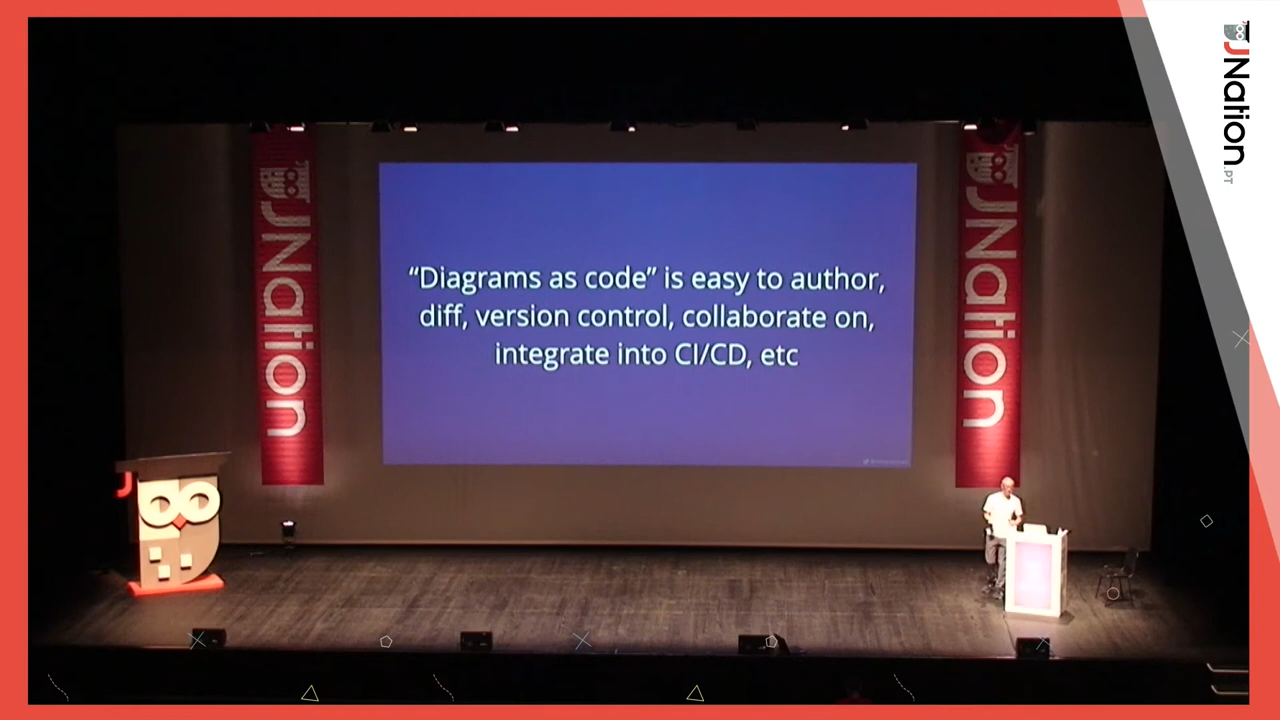 “Diagrams as code” is easy to author,
diff, version control, collaborate on,
integrate into CI/CD, etc
JNation
JNation
JNation.PT